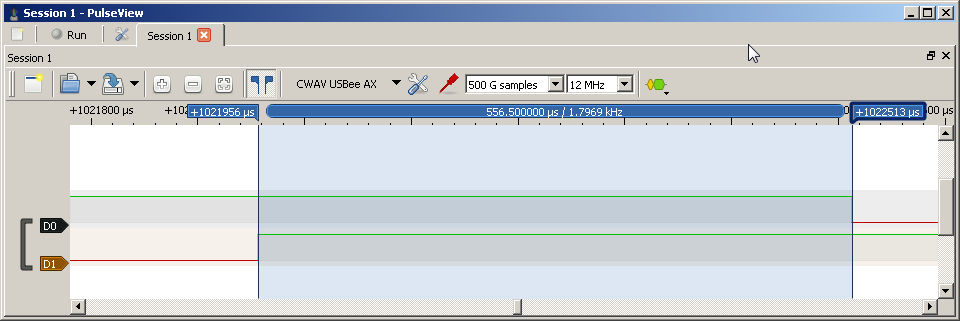 Session 1 - PulseView
Run
Session 1
Session 1
CWAV USBee AX
500 G samples
12 MHz
+1021800 µs
+1021956 µs
556.500000 µs / 1.7969 kHz
+1022513 µs
00 µs
D0
D1